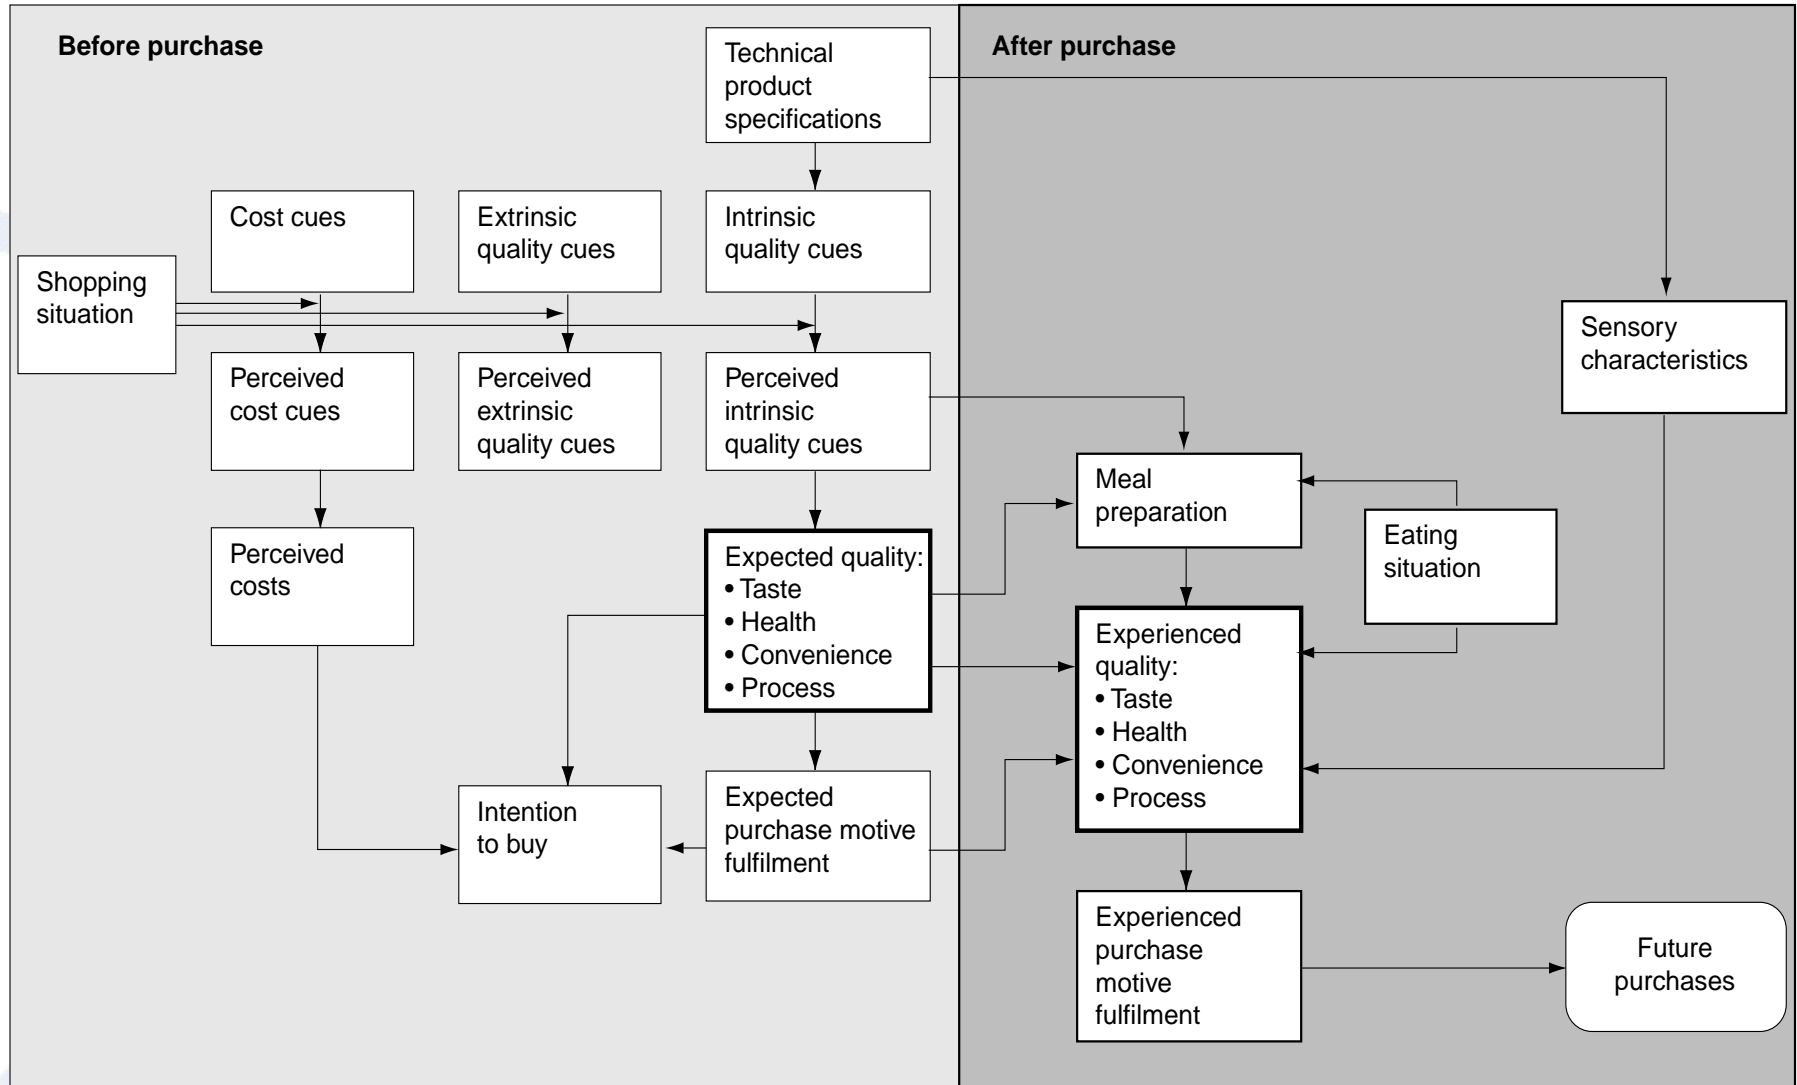 Before purchase
After purchase
Technical
product
specifications
Cost cues
Extrinsic
quality cues
Intrinsic
quality cues
Shopping
situation
Sensory
characteristics
Perceived
cost cues
Perceived
extrinsic
quality cues
Perceived
intrinsic
quality cues
Meal
preparation
Eating
situation
Perceived
costs
Expected quality:
• Taste
• Health
• Convenience
• Process
Experienced
quality:
• Taste
• Health
• Convenience
• Process
Intention
to buy
Expected
purchase motive
fulfilment
Experienced
purchase
motive
fulfilment
Future
purchases